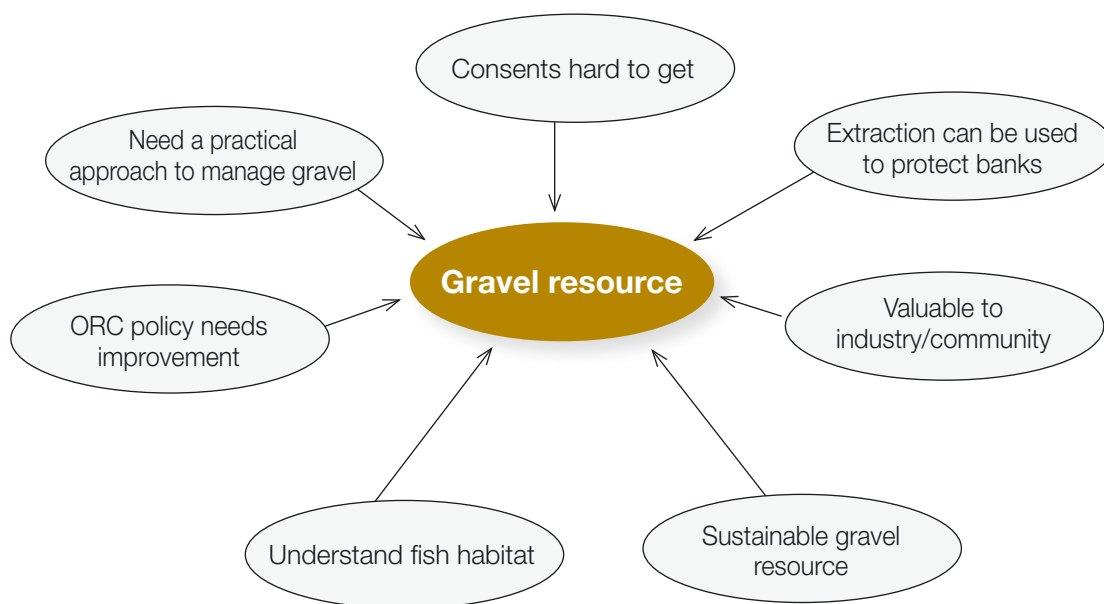 Consents hard to get
Need a practical
approach to manage gravel
Extraction can be used
to protect banks
Gravel resource
ORC policy needs
improvement
Valuable to
industry/community
Understand fish habitat
Sustainable gravel
resource